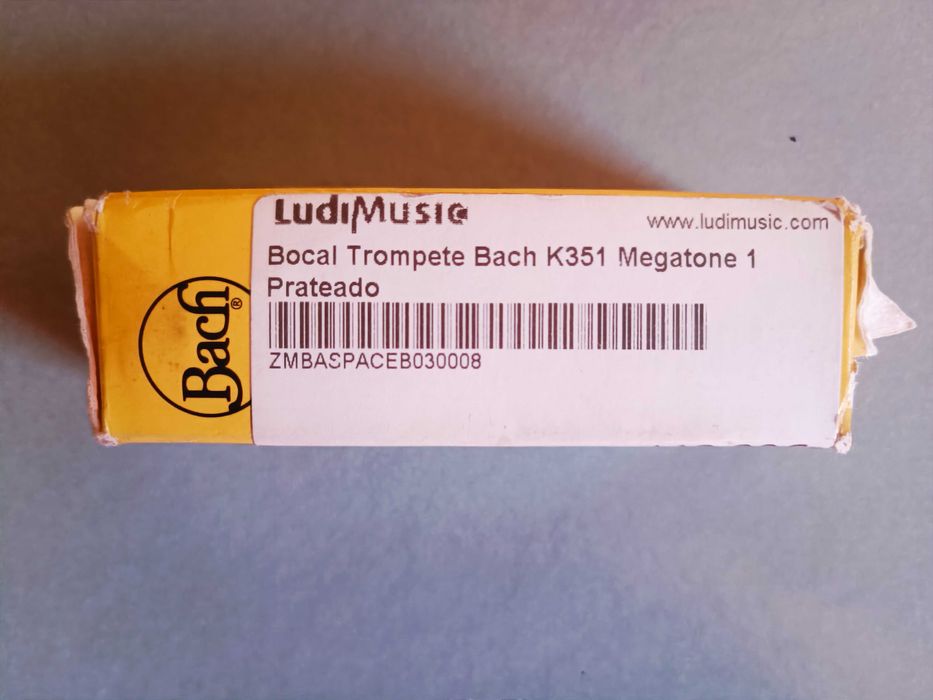 LudiMusic
www.ludimusic.com
Bocal Trompete Bach K351 Megatone 1
Prateado
ZMBASPACEB030008
Bach®